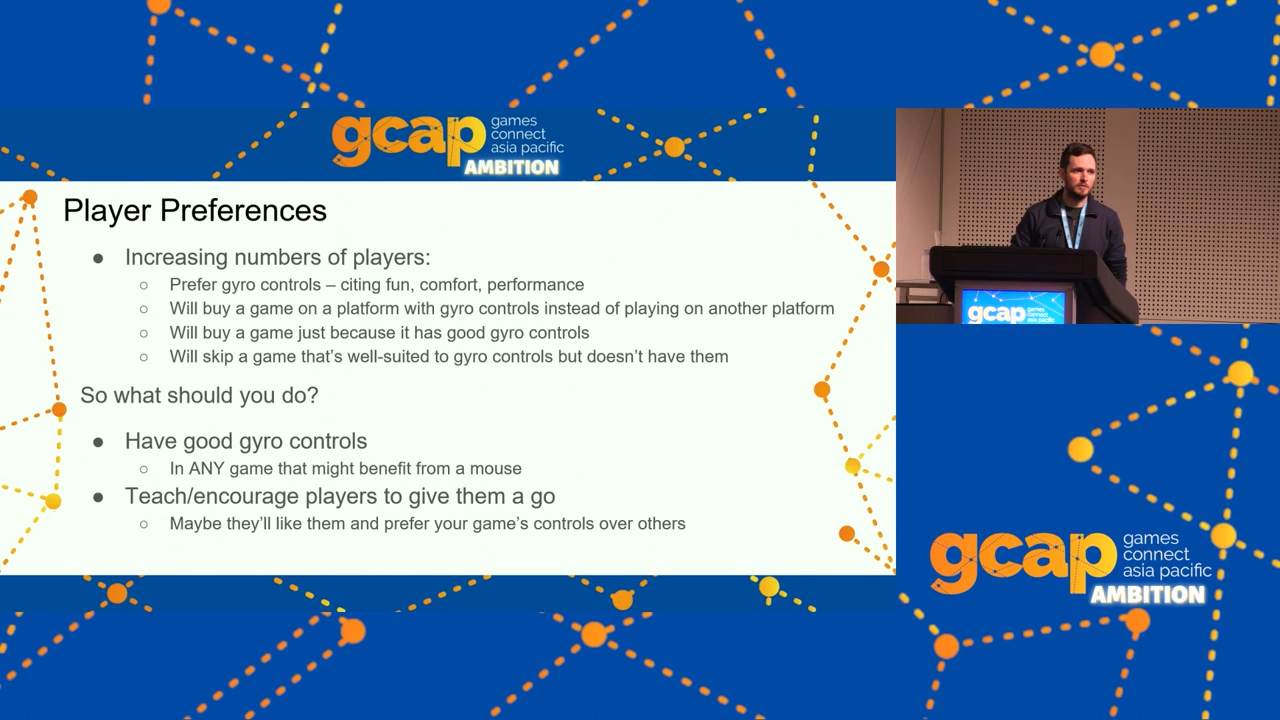 gcap games
connect
asia pacific
AMBITION
Player Preferences
● Increasing numbers of players:
○ Prefer gyro controls – citing fun, comfort, performance
○ Will buy a game on a platform with gyro controls instead of playing on another platform
○ Will buy a game just because it has good gyro controls
○ Will skip a game that’s well-suited to gyro controls but doesn’t have them
So what should you do?
● Have good gyro controls
○ In ANY game that might benefit from a mouse
● Teach/encourage players to give them a go
○ Maybe they’ll like them and prefer your game’s controls over others
gcap games
connect
asia pacific
gcap games
connect
asia pacific
AMBITION